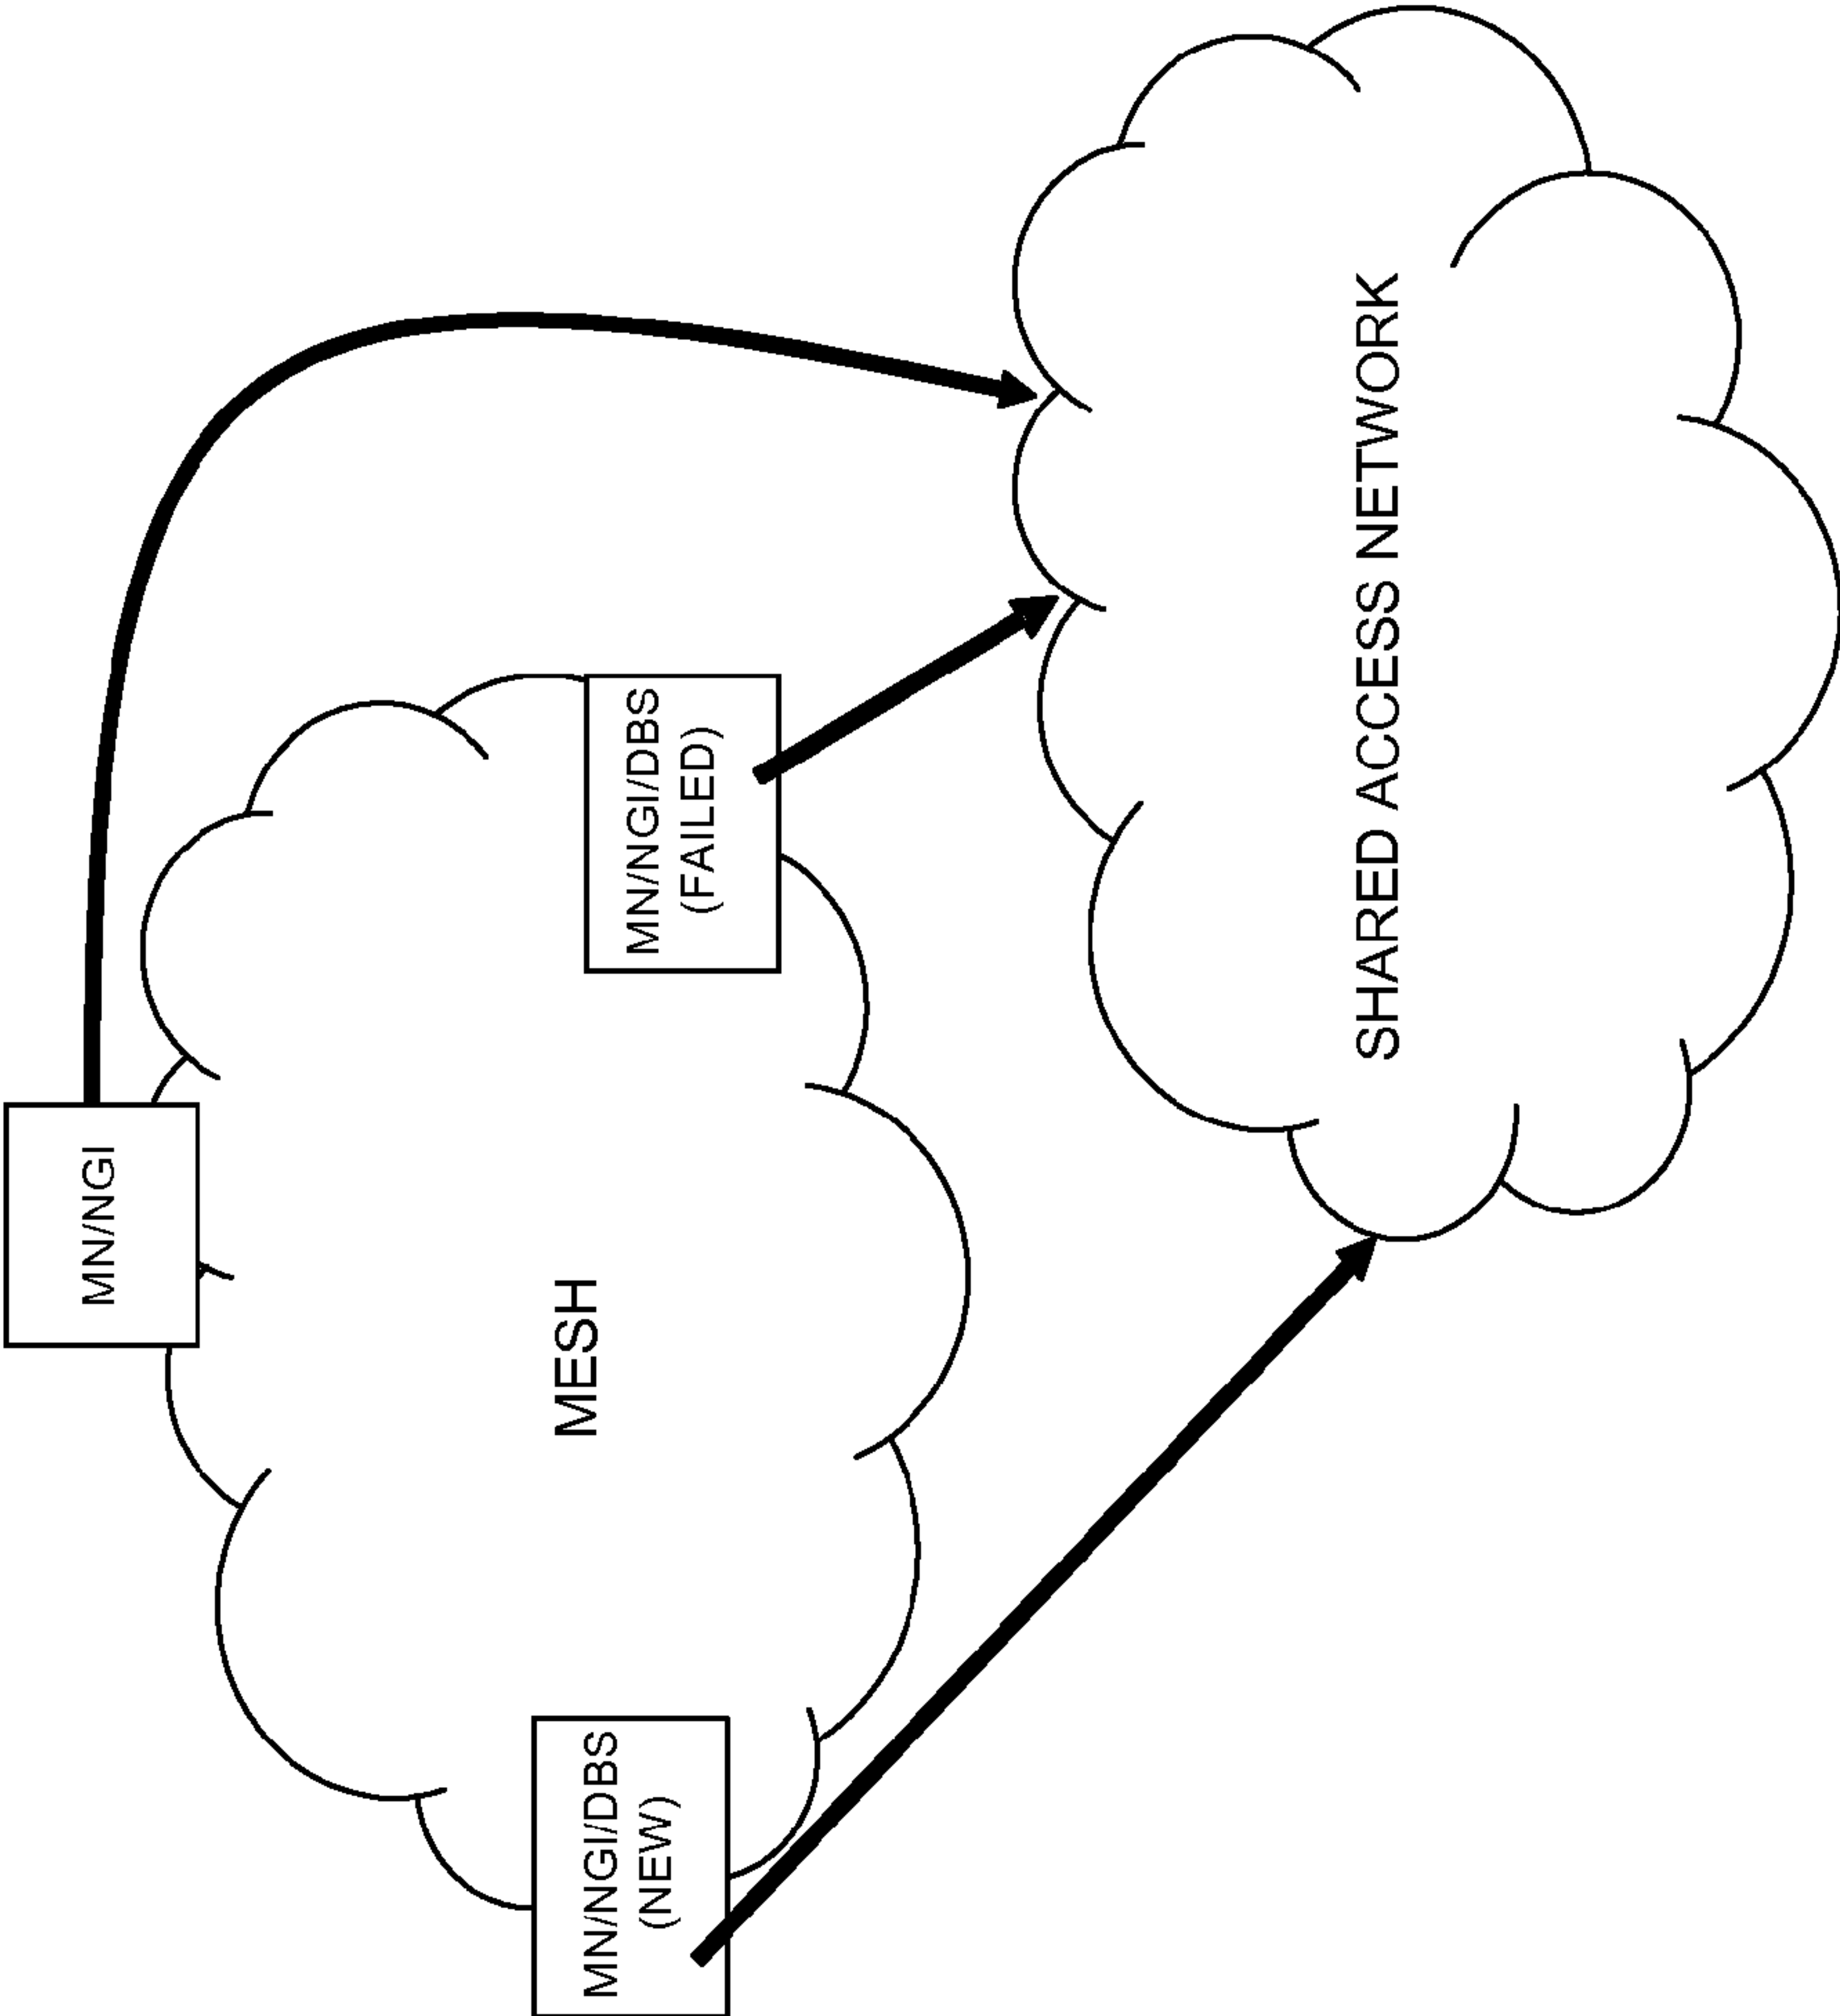 MN/NGI
MN/NGI/DBS
(FAILED)
MESH
MN/NGI/DBS
(NEW)
SHARED ACCESS NETWORK